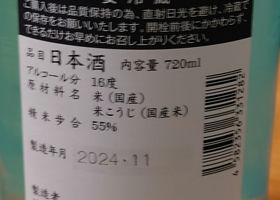 ご購入後は品質保持の為、直射日光を避け、冷蔵で
の保存をお願いいたします。開栓前後にかかわらず、
できるだけお早めにお召し上がりください。
品目 日本酒 内容量 720ml
アルコール分 16度
原材料名 米(国産)
米こうじ(国産米)
精米歩合 55%
製造年月 2024・11
製造者